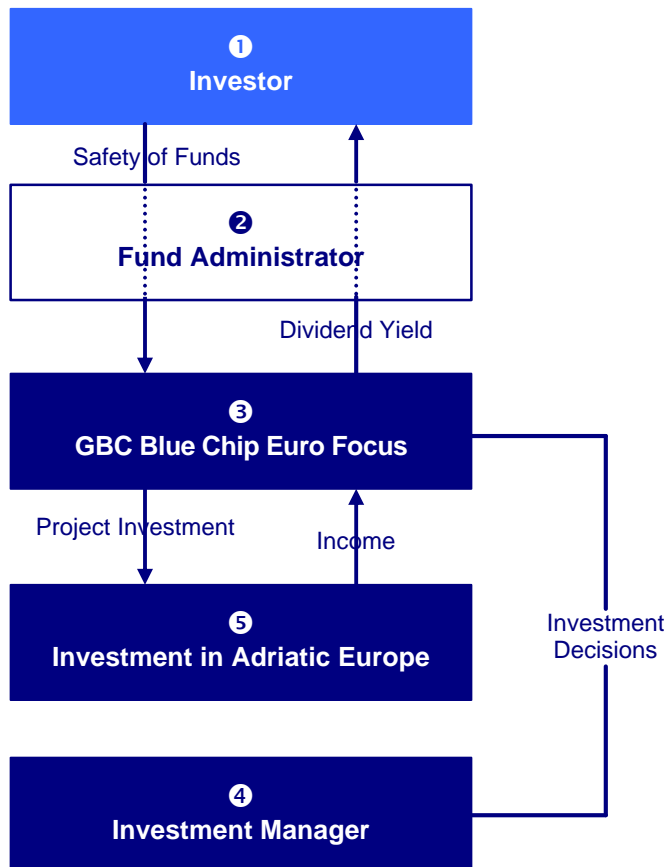 ❶
Investor
Safety of Funds
❷
Fund Administrator
Dividend Yield
❸
GBC Blue Chip Euro Focus
Project Investment
Income
❺
Investment in Adriatic Europe
Investment
Decisions
❹
Investment Manager